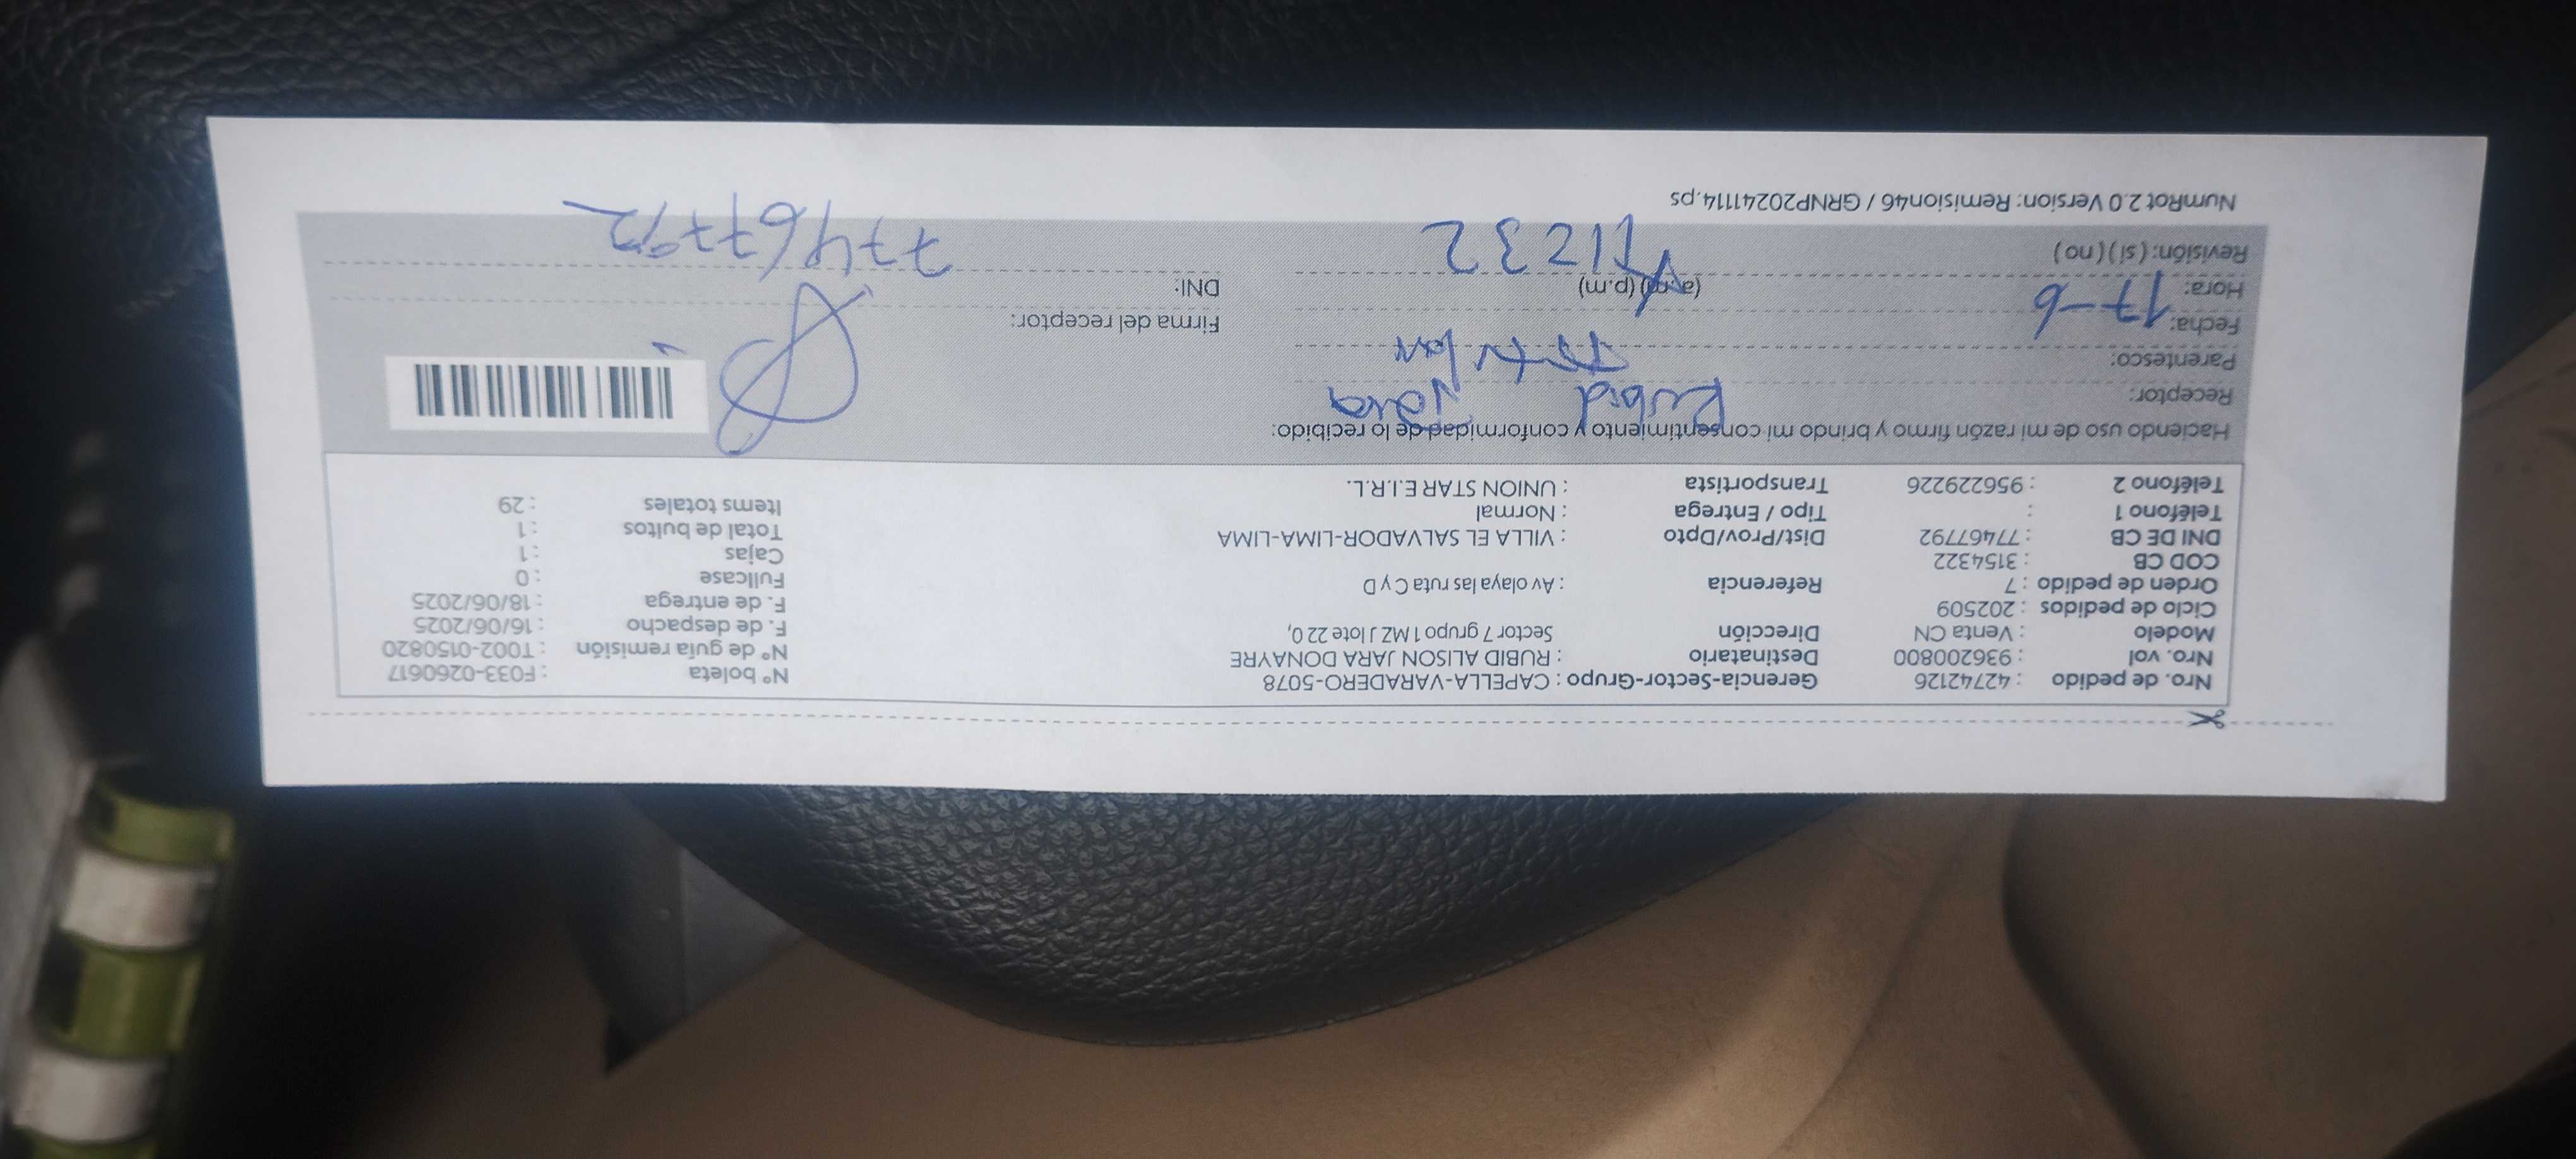 Nro. de pedido : 42742126 Gerencia-Sector-Grupo : CAPELLA-VARADERO-5078 N° boleta : F033-0260617
Nro. vol : 936200800 Destinatario : RUBID ALISON JARA DONAYRE N° de guía remisión : T002-0150820
Modelo : Venta CN Dirección Sector 7 grupo 1 MZ J lote 22 0, F. de despacho : 16/06/2025
Ciclo de pedidos : 202509 F. de entrega : 18/06/2025
Orden de pedido : 7 Referencia : Av olaya las ruta C y D Fullcase : 0
COD CB : 3154322 Cajas : 1
DNI DE CB : 77467792 Dist/Prov/Dpto : VILLA EL SALVADOR-LIMA-LIMA Total de bultos : 1
Teléfono 1 : Tipo / Entrega : Normal Items totales : 29
Teléfono 2 : 956229226 Transportista : UNION STAR E.I.R.L.
Haciendo uso de mi razón firmo y brindo mi consentimiento y conformidad de lo recibido:
Receptor: Rubid Jara
Parentesco:
Fecha: 17-6 Firma del receptor:
Hora: (a.m) (p.m) DNI: 77467792
Revisión: (si) (no)
NumRot 2.0 Version: Remision46 / GRNP20241114.ps